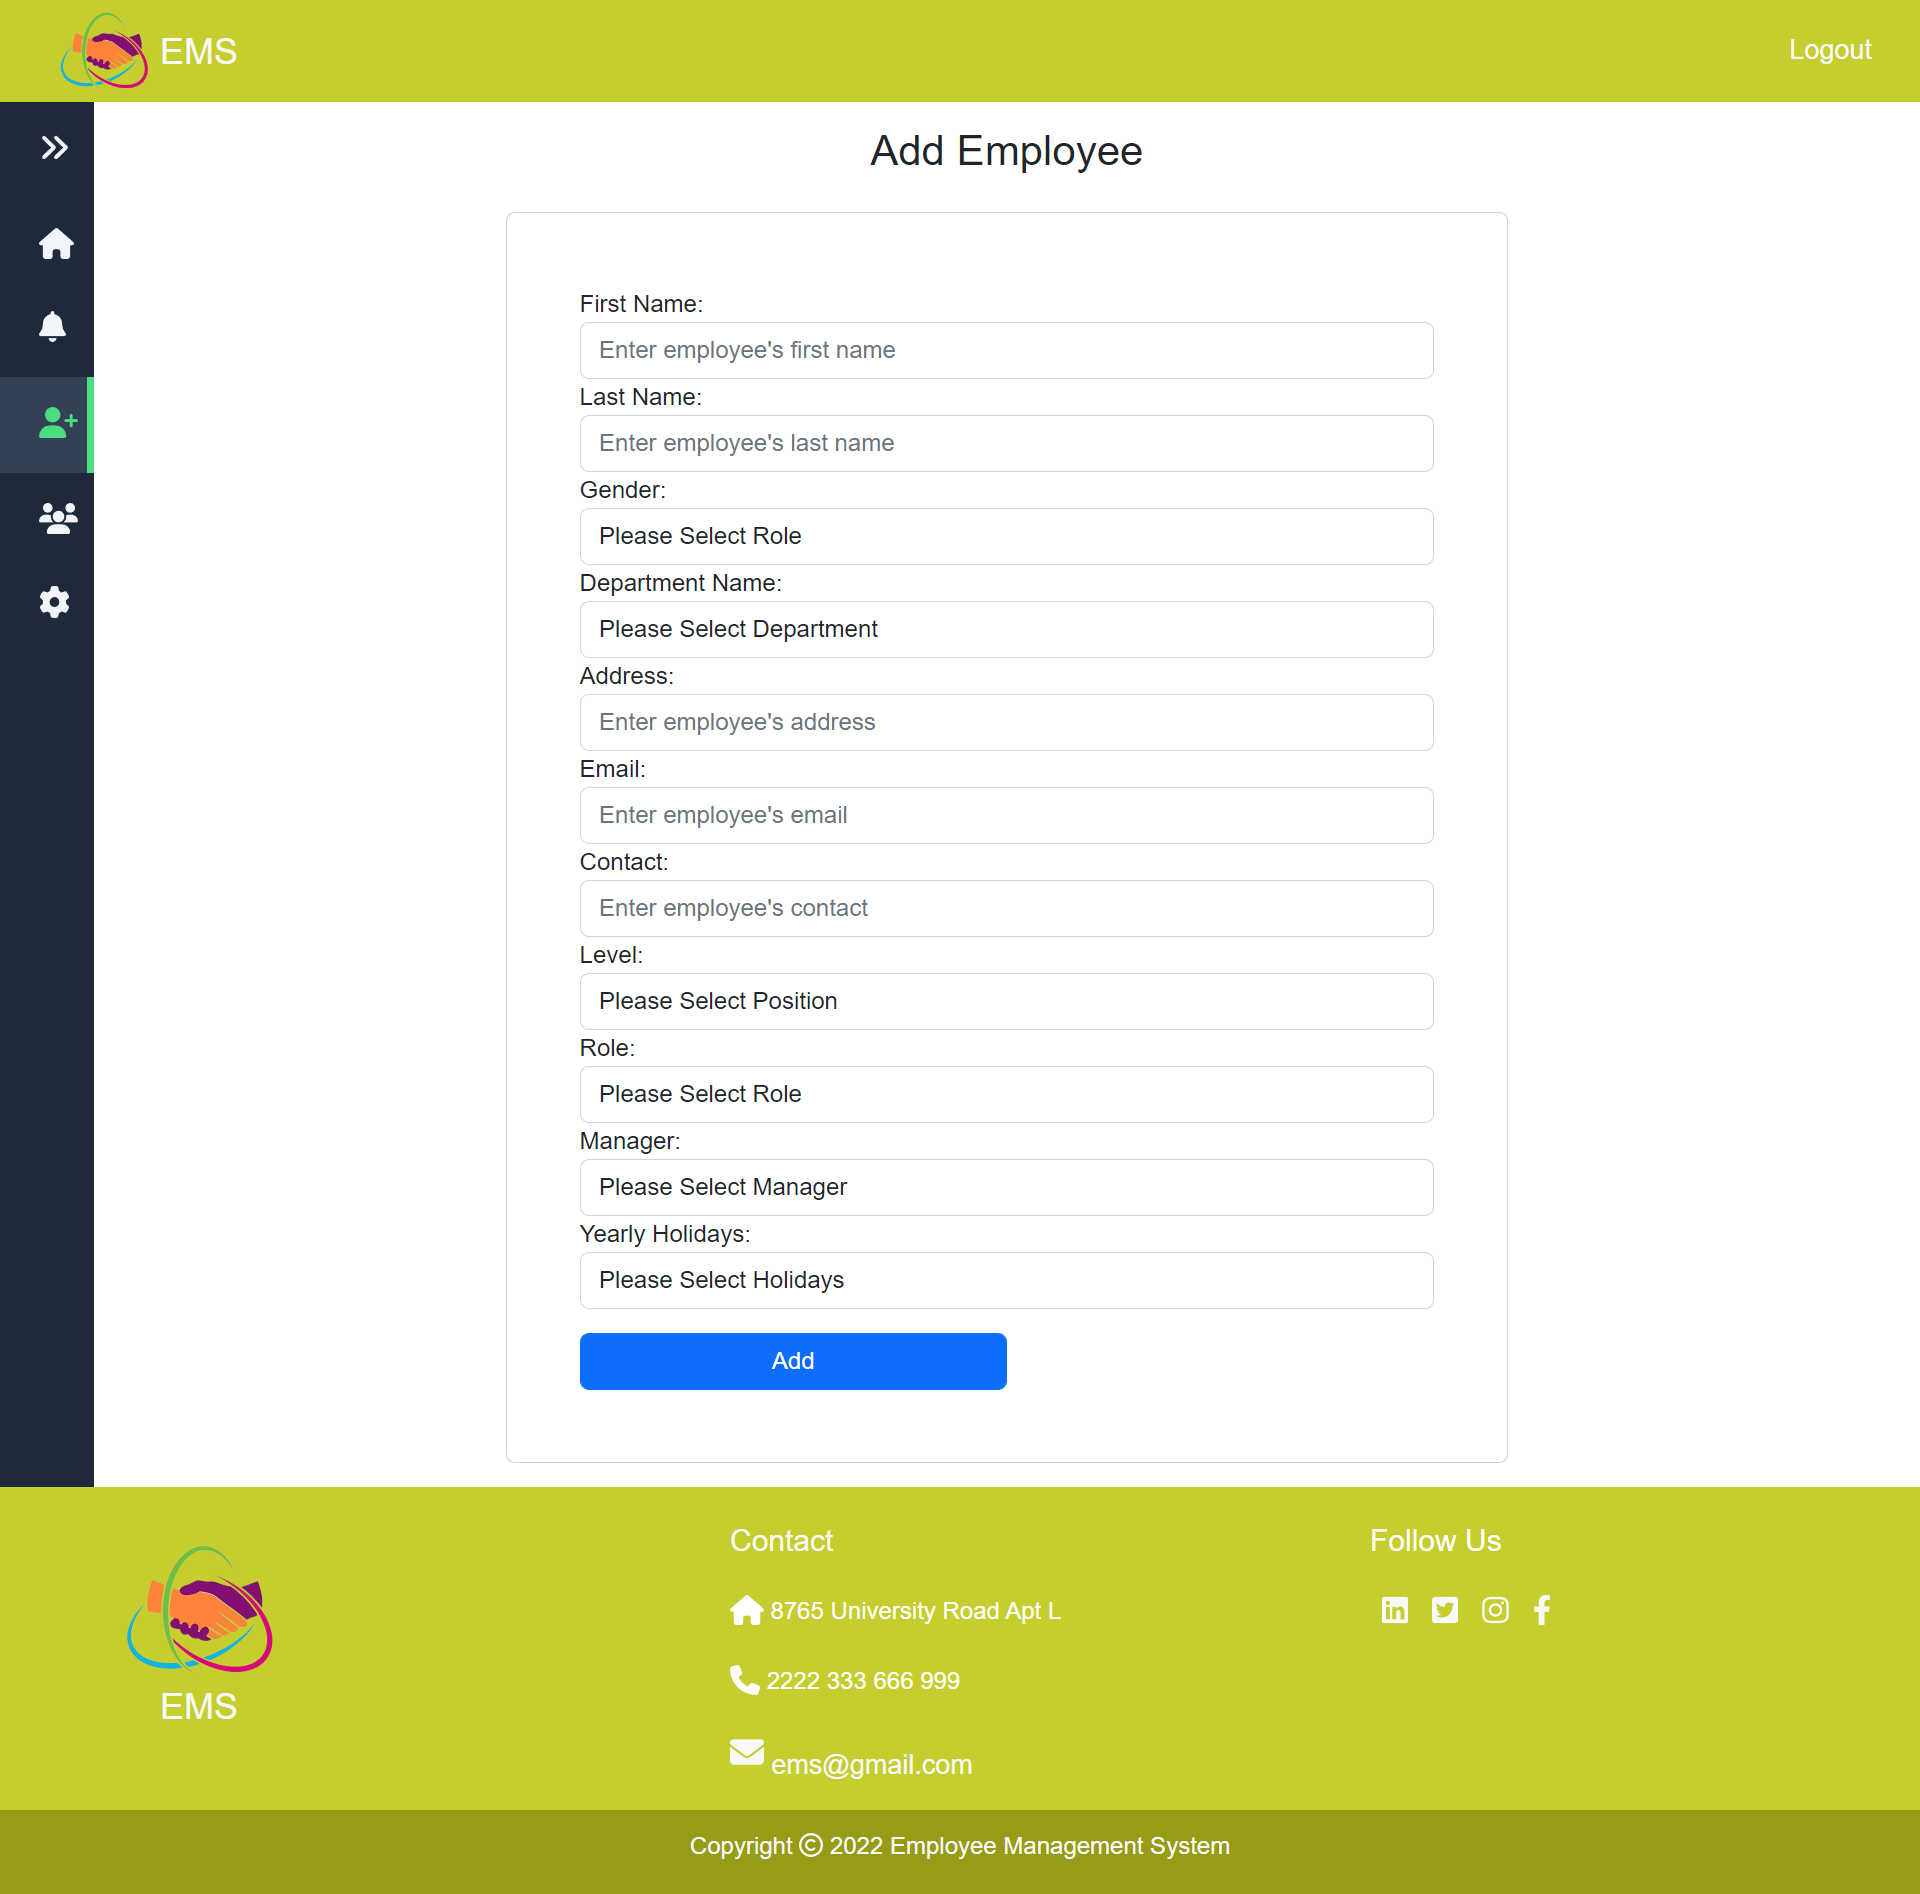 EMS
Logout
Add Employee
First Name:
Enter employee's first name
Last Name:
Enter employee's last name
Gender:
Please Select Role
Department Name:
Please Select Department
Address:
Enter employee's address
Email:
Enter employee's email
Contact:
Enter employee's contact
Level:
Please Select Position
Role:
Please Select Role
Manager:
Please Select Manager
Yearly Holidays:
Please Select Holidays
Add
EMS
Contact
8765 University Road Apt L
2222 333 666 999
ems@gmail.com
Follow Us
Copyright © 2022 Employee Management System